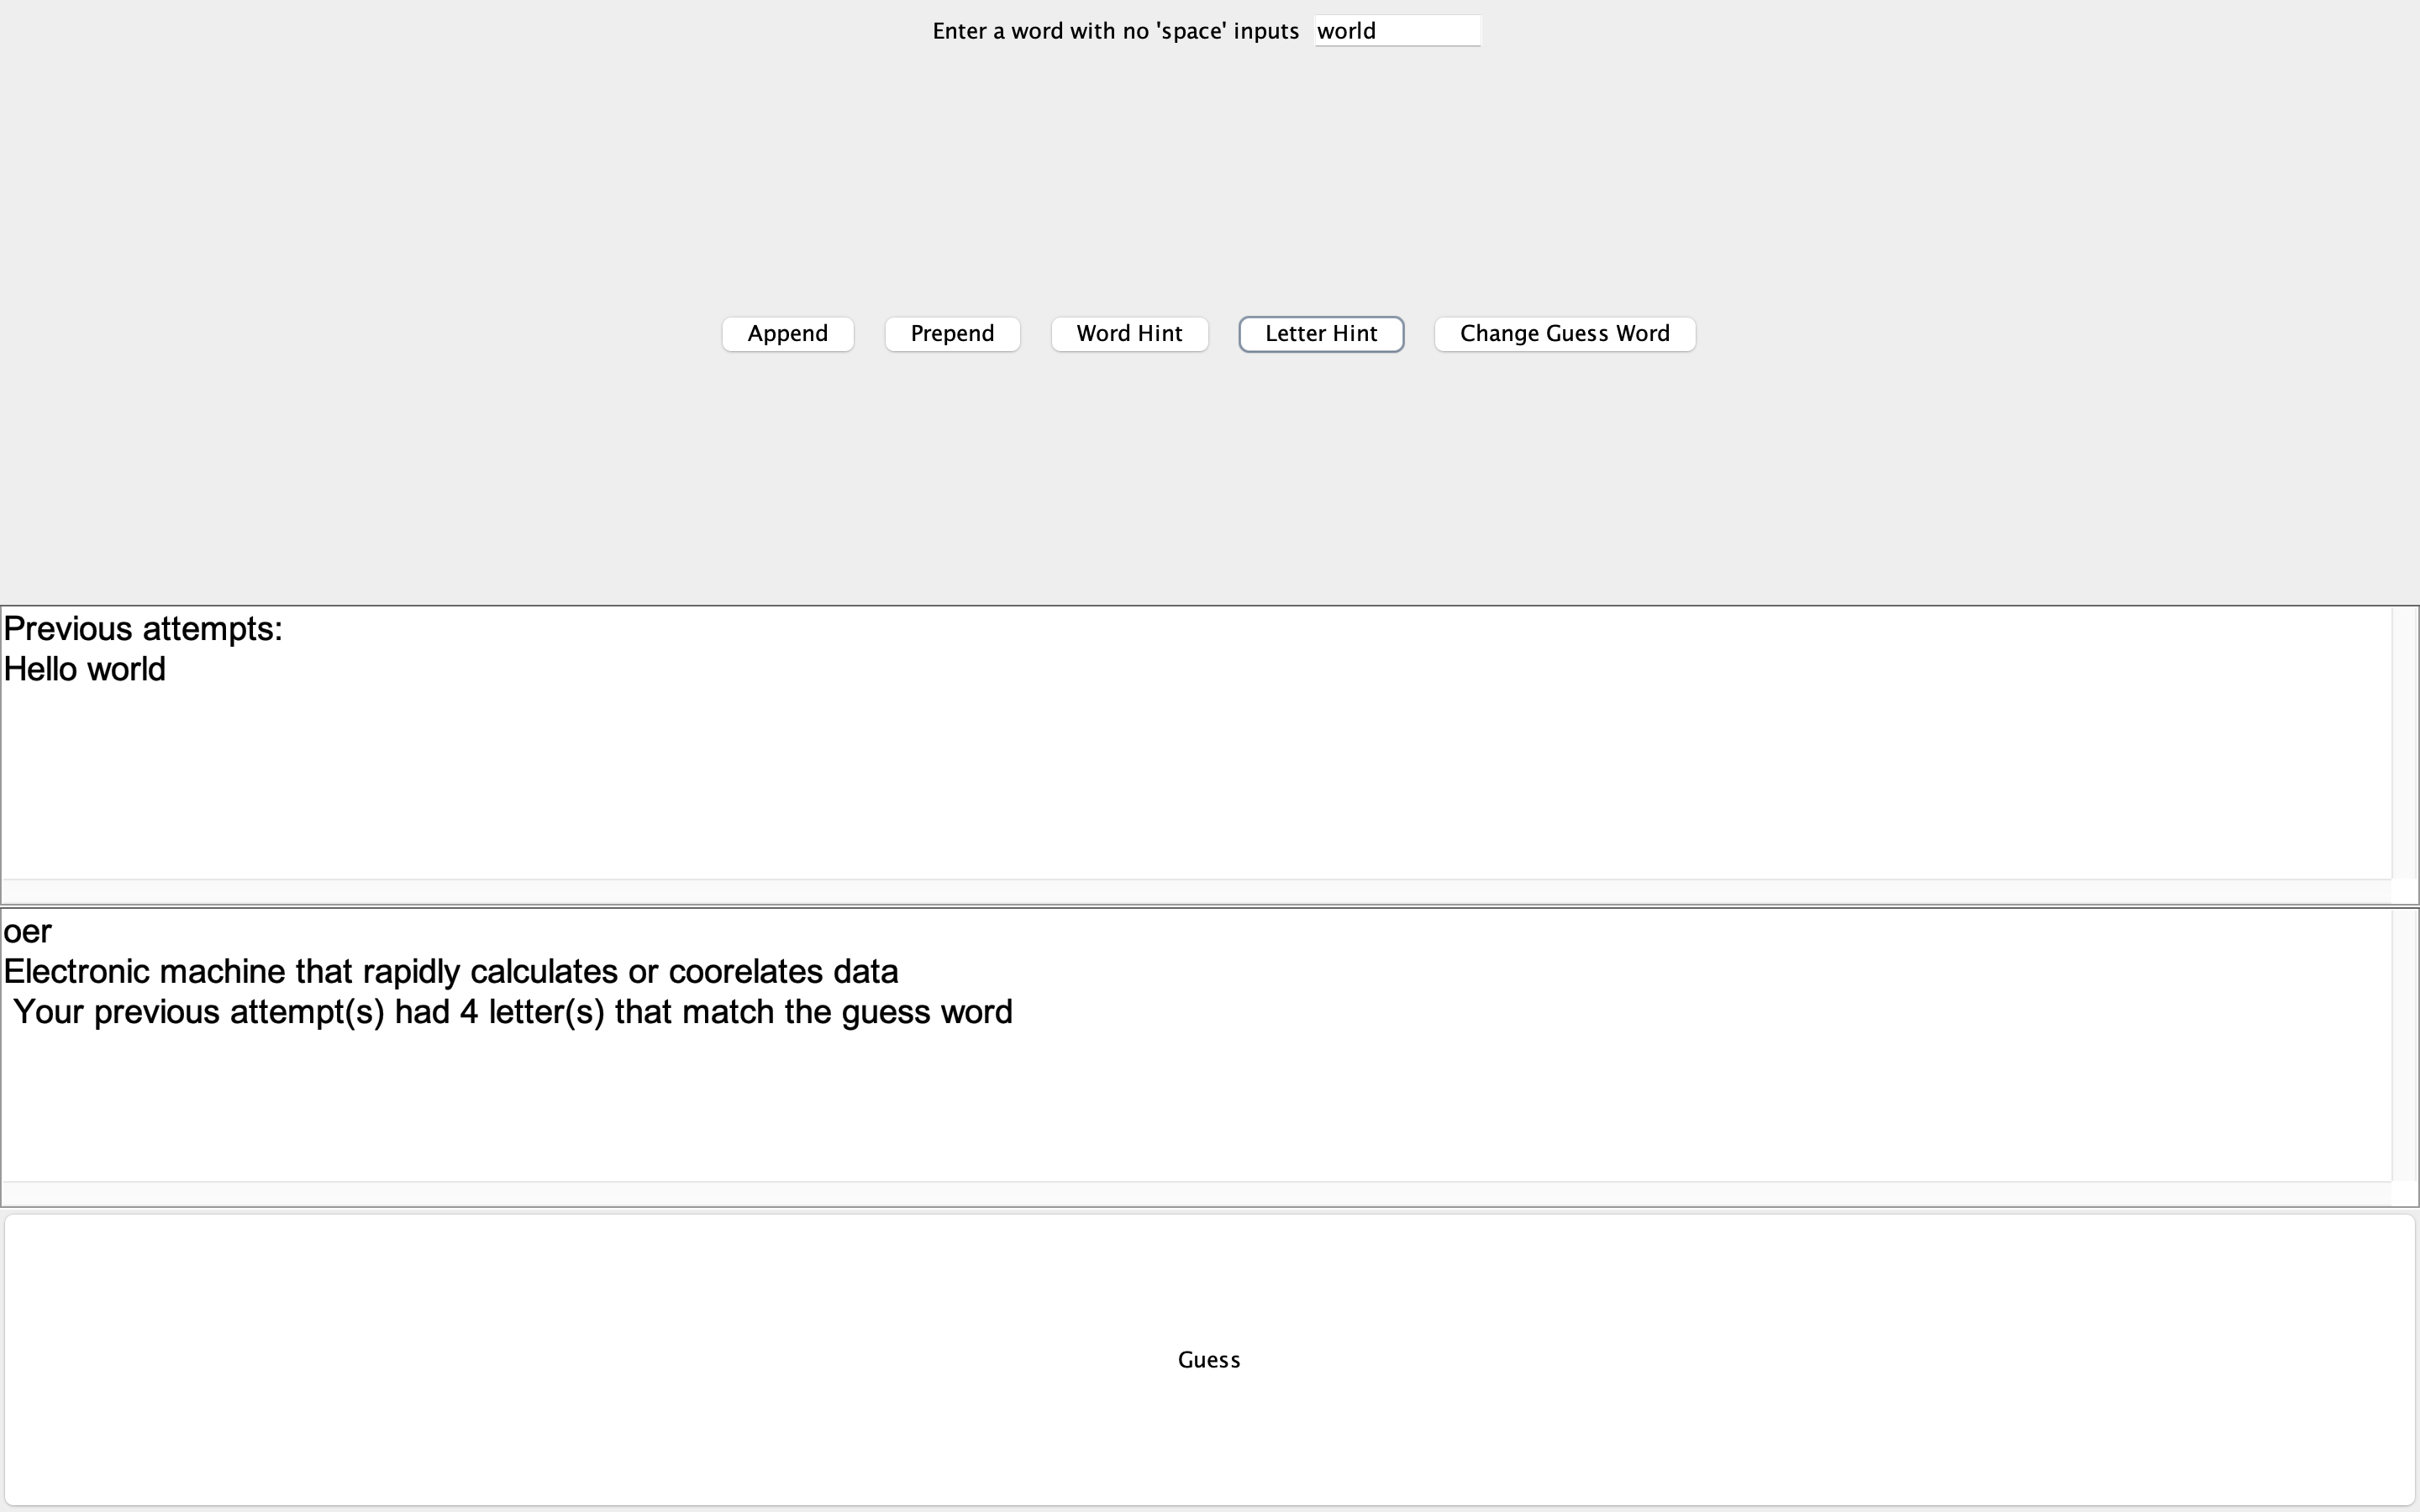 Enter a word with no 'space' inputs world
Append Prepend Word Hint Letter Hint Change Guess Word
Previous attempts:
Hello world
oer
Electronic machine that rapidly calculates or coorelates data
Your previous attempt(s) had 4 letter(s) that match the guess word
Guess